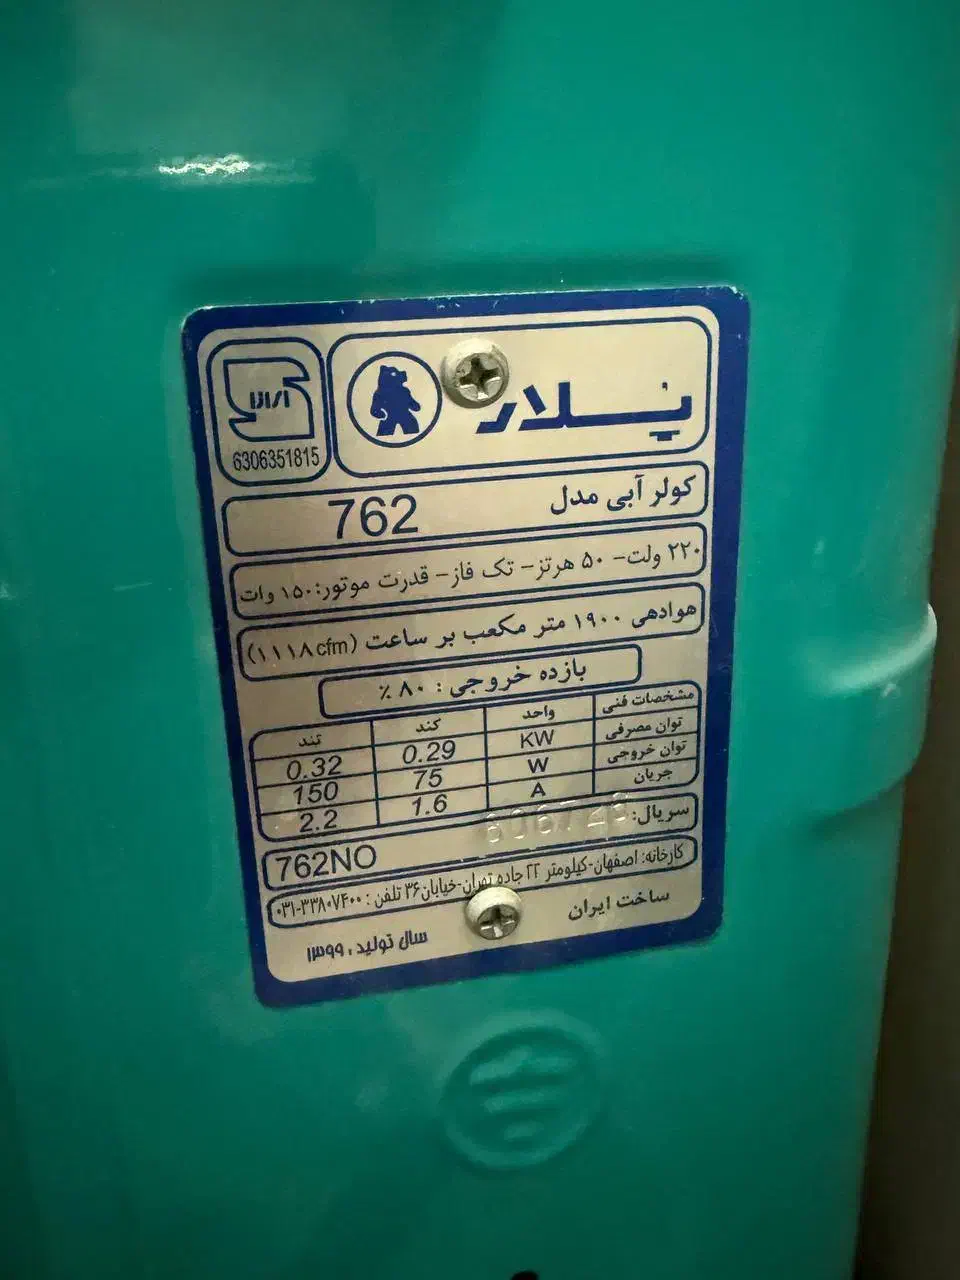 پلار
ایران
6306351815
کولر آبی مدل 762
۲۲۰ ولت- ۵۰ هرتز- تک فاز- قدرت موتور: ۱۵۰ وات
هوادهی ۱۹۰۰ متر مکعب بر ساعت (۱۱۱۸cfm)
بازده خروجی: ۸۰ ٪
مشخصات فنی واحد کند تند
توان مصرفی KW 0.29 0.32
توان خروجی W 75 150
جریان A 1.6 2.2
سریال: 606728
762NO
کارخانه: اصفهان-کیلومتر ۲۲ جاده تهران-خیابان ۳۶ تلفن: ۰۳۱-۳۳۸۰۷۴۰۰
ساخت ایران
سال تولید: ۱۳۹۹